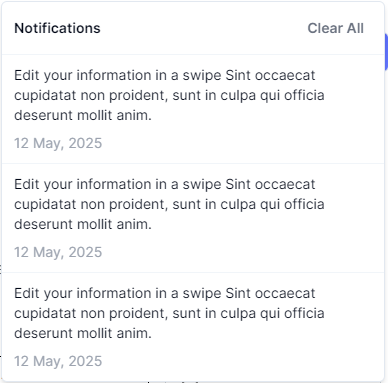 Notifications
Clear All
Edit your information in a swipe Sint occaecat
cupidatat non proident, sunt in culpa qui officia
deserunt mollit anim.
12 May, 2025
Edit your information in a swipe Sint occaecat
cupidatat non proident, sunt in culpa qui officia
deserunt mollit anim.
12 May, 2025
Edit your information in a swipe Sint occaecat
cupidatat non proident, sunt in culpa qui officia
deserunt mollit anim.
12 May, 2025